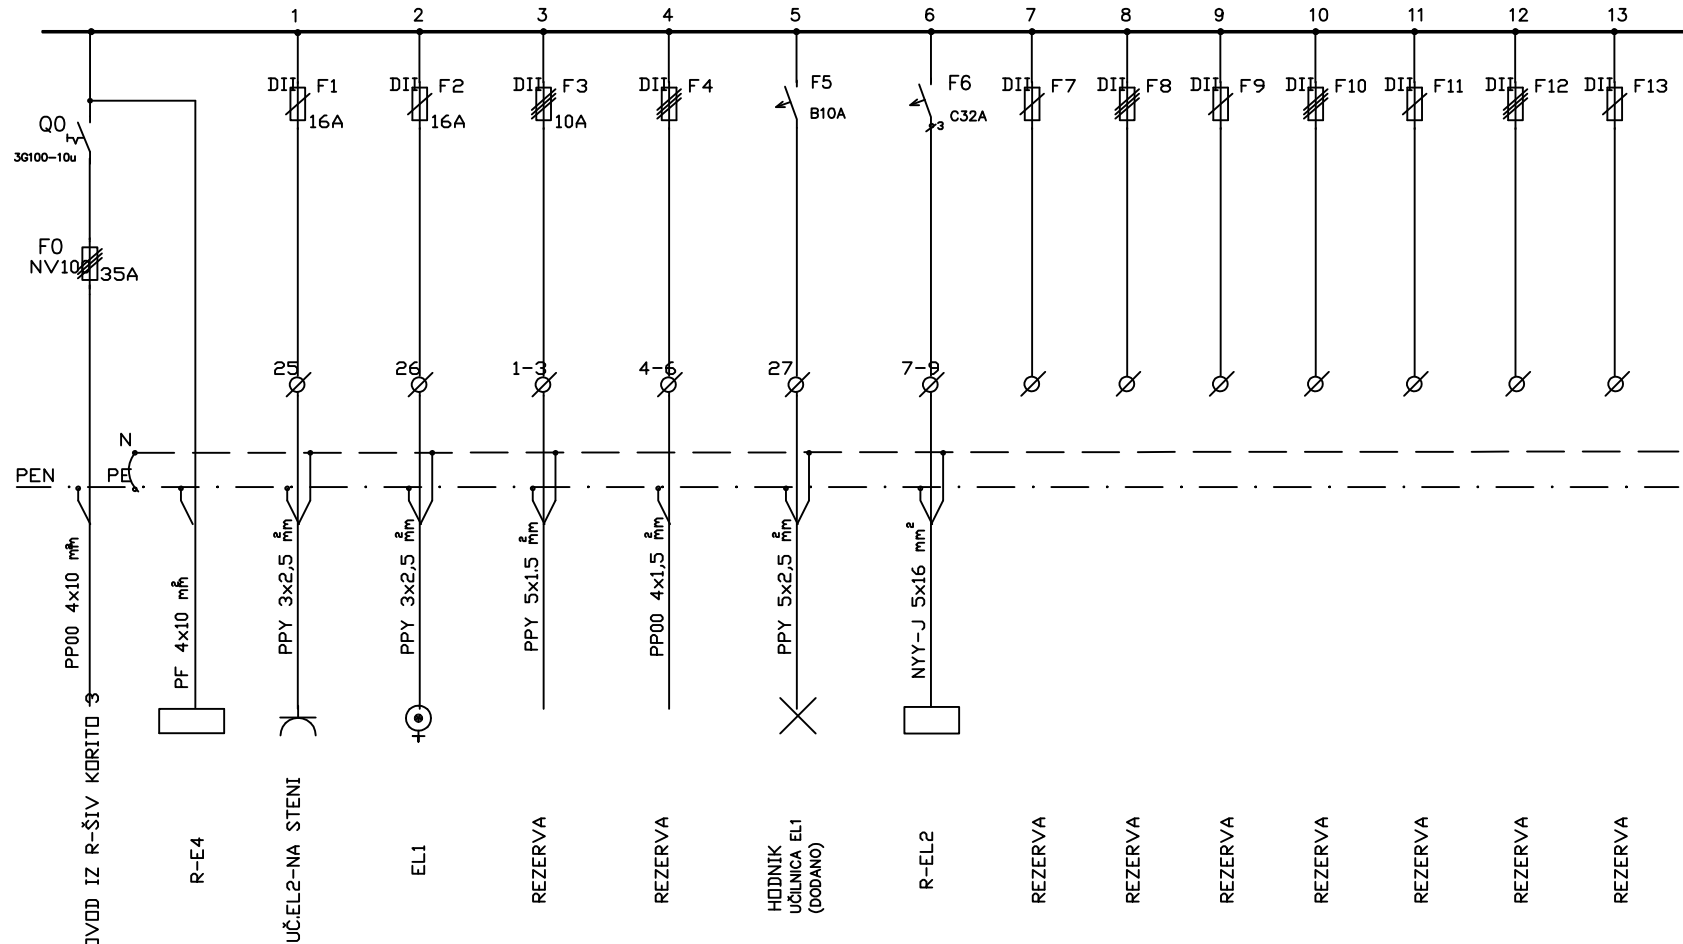 1 2 3 4 5 6 7 8 9 10 11 12 13
DII F1
16A
DII F2
16A
DII F3
10A
DII F4
F5
B10A
F6
C32A
3
DII F7
DII F8
DII F9
DII F10
DII F11
DII F12
DII F13
Q0
3G100-10u
F0
NV100
35A
25
26
1-3
4-6
27
7-9
N
PEN
PE
PP00 4x10 mm²
PF 4x10 mm²
PPY 3x2,5 mm²
PPY 3x2,5 mm²
PPY 5x1.5 mm²
PP00 4x1,5 mm²
PPY 5x2,5 mm²
NYY-J 5x16 mm²
OVOD IZ R-ŠIV KORITO 3
R-E4
UČ.EL2-NA STENI
EL1
REZERVA
REZERVA
HODNIK
UČILNICA EL1
(DODANO)
R-EL2
REZERVA
REZERVA
REZERVA
REZERVA
REZERVA
REZERVA
REZERVA